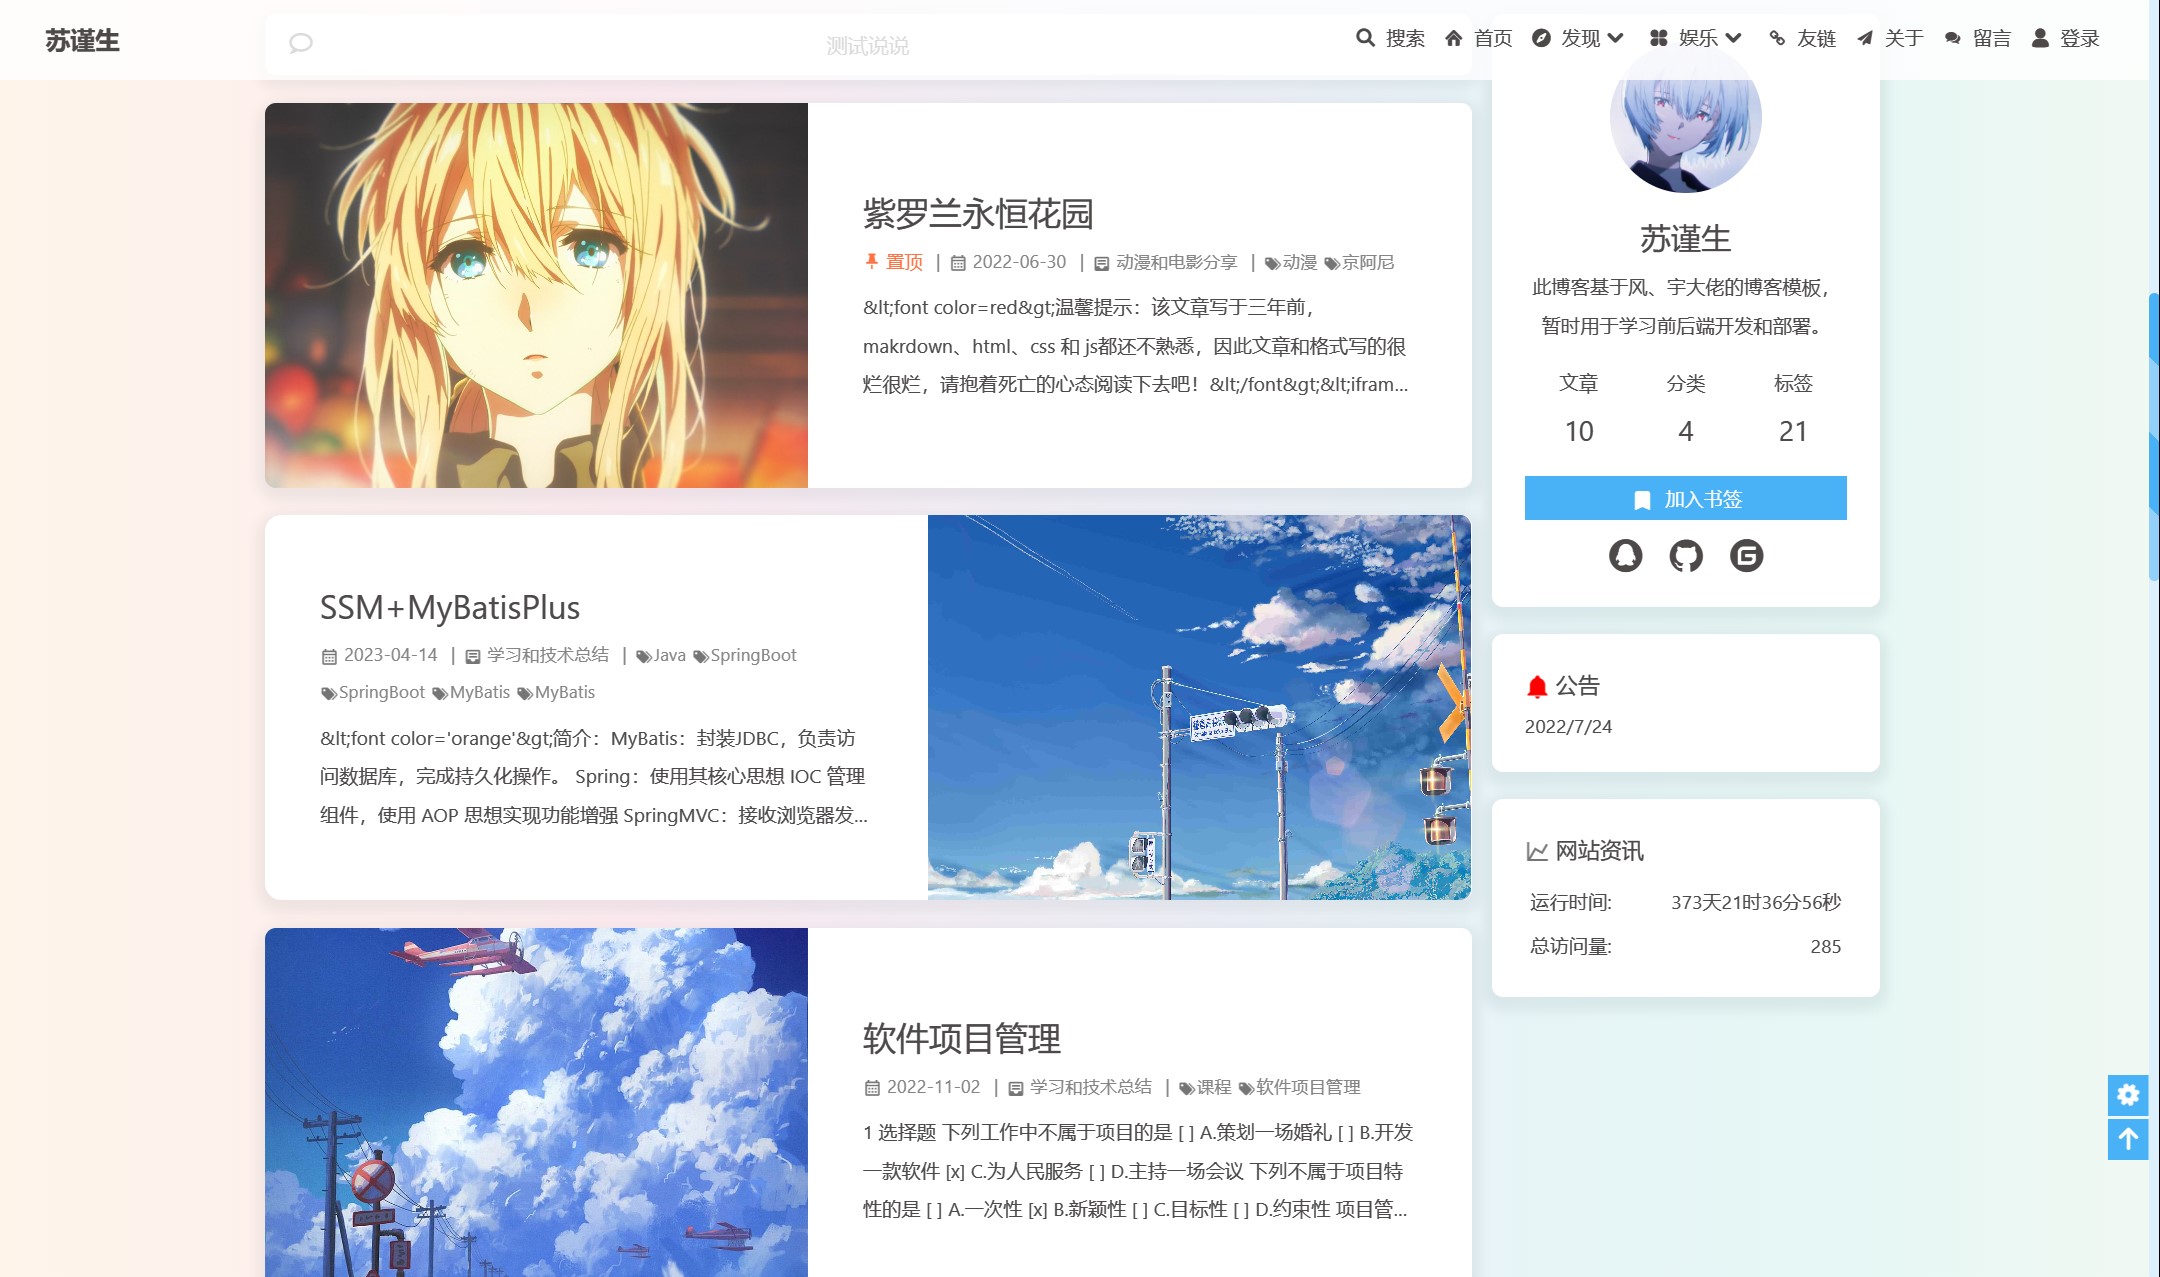 苏谨生
测试说说
搜索 首页 发现 娱乐 友链 关于 留言 登录
紫罗兰永恒花园
置顶 | 2022-06-30 | 动漫和电影分享 | 动漫 京阿尼
&lt;font color=red&gt;温馨提示：该文章写于三年前，
makrdown、html、css 和 js都还不熟悉，因此文章和格式写的很
烂很烂，请抱着死亡的心态阅读下去吧！&lt;/font&gt;&lt;ifram...
SSM+MyBatisPlus
2023-04-14 | 学习和技术总结 | Java SpringBoot
SpringBoot MyBatis MyBatis
&lt;font color='orange'&gt;简介：MyBatis：封装JDBC，负责访
问数据库，完成持久化操作。 Spring：使用其核心思想 IOC 管理
组件，使用 AOP 思想实现功能增强 SpringMVC：接收浏览器发...
软件项目管理
2022-11-02 | 学习和技术总结 | 课程 软件项目管理
1 选择题 下列工作中不属于项目的是 [ ] A.策划一场婚礼 [ ] B.开发
一款软件 [x] C.为人民服务 [ ] D.主持一场会议 下列不属于项目特
性的是 [ ] A.一次性 [x] B.新颖性 [ ] C.目标性 [ ] D.约束性 项目管...
苏谨生
此博客基于风、宇大佬的博客模板，
暂时用于学习前后端开发和部署。
文章 分类 标签
10 4 21
加入书签
公告
2022/7/24
网站资讯
运行时间: 373天21时36分56秒
总访问量: 285